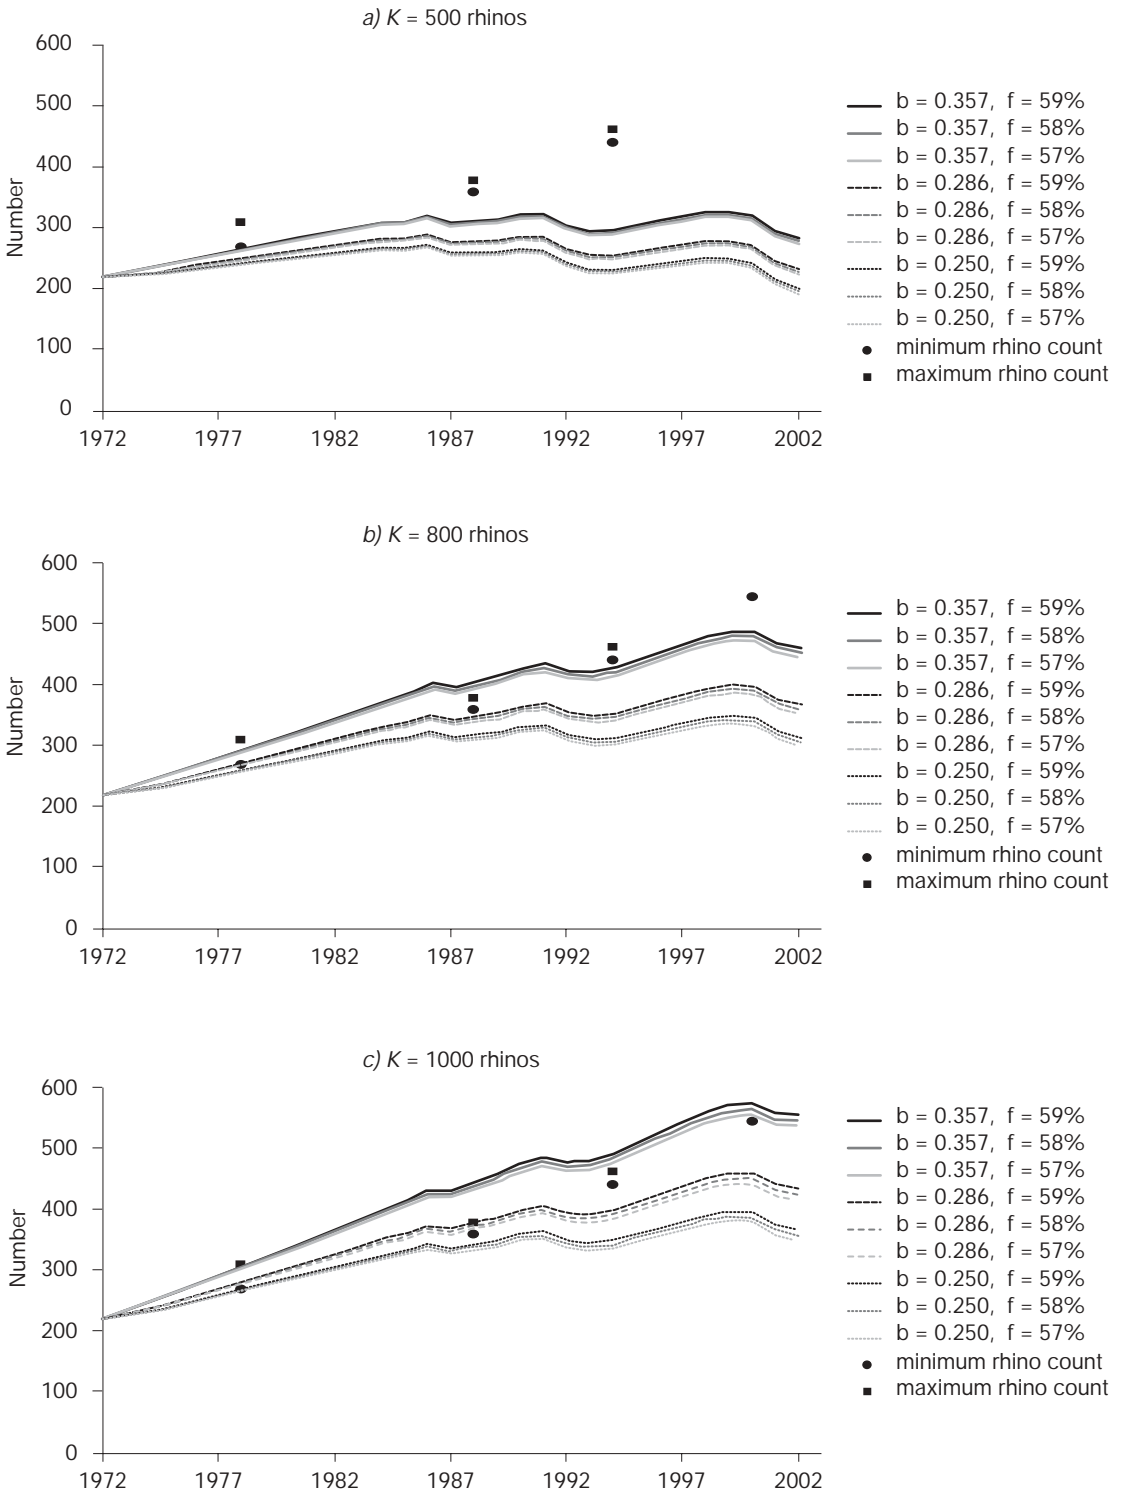 a) K = 500 rhinos
600
500
400
300
200
100
0
Number
1972 1977 1982 1987 1992 1997 2002
b = 0.357, f = 59%
b = 0.357, f = 58%
b = 0.357, f = 57%
b = 0.286, f = 59%
b = 0.286, f = 58%
b = 0.286, f = 57%
b = 0.250, f = 59%
b = 0.250, f = 58%
b = 0.250, f = 57%
minimum rhino count
maximum rhino count
b) K = 800 rhinos
600
500
400
300
200
100
0
Number
1972 1977 1982 1987 1992 1997 2002
b = 0.357, f = 59%
b = 0.357, f = 58%
b = 0.357, f = 57%
b = 0.286, f = 59%
b = 0.286, f = 58%
b = 0.286, f = 57%
b = 0.250, f = 59%
b = 0.250, f = 58%
b = 0.250, f = 57%
minimum rhino count
maximum rhino count
c) K = 1000 rhinos
600
500
400
300
200
100
0
Number
1972 1977 1982 1987 1992 1997 2002
b = 0.357, f = 59%
b = 0.357, f = 58%
b = 0.357, f = 57%
b = 0.286, f = 59%
b = 0.286, f = 58%
b = 0.286, f = 57%
b = 0.250, f = 59%
b = 0.250, f = 58%
b = 0.250, f = 57%
minimum rhino count
maximum rhino count